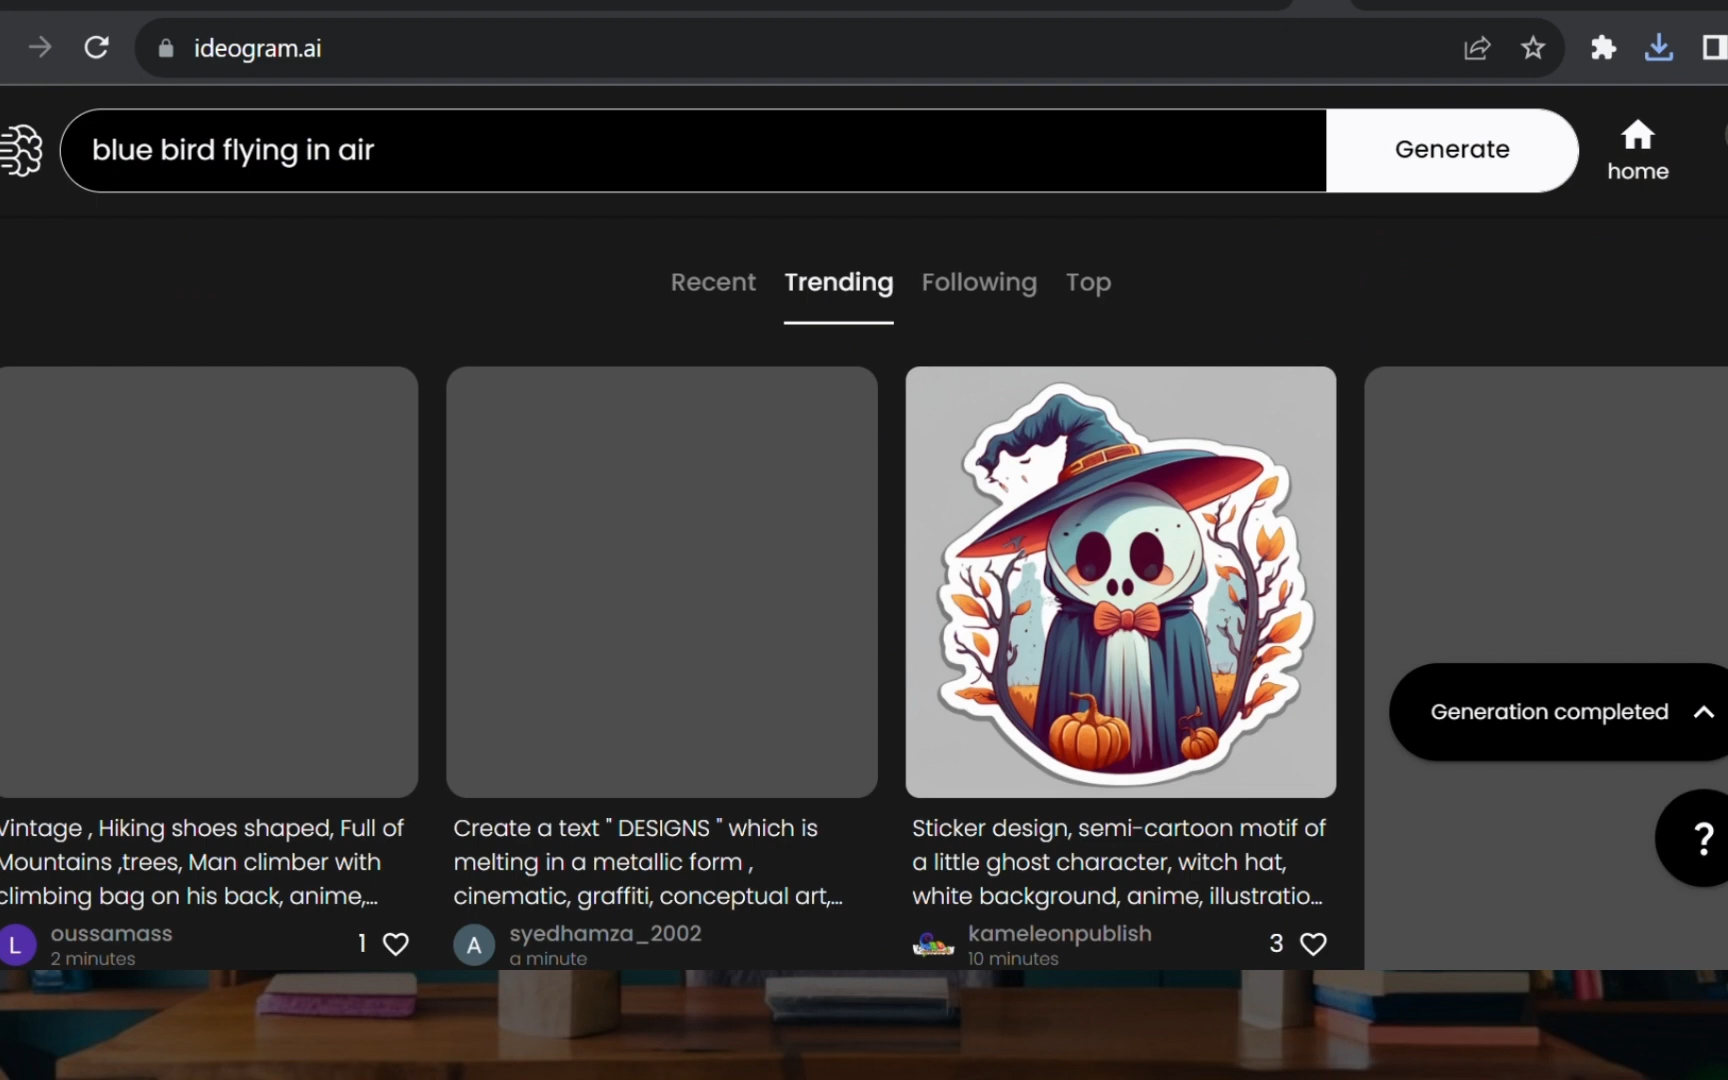 ideogram.ai
blue bird flying in air
Generate
home
Recent Trending Following Top
Generation completed
?
Vintage , Hiking shoes shaped, Full of
Mountains ,trees, Man climber with
climbing bag on his back, anime,...
L oussamass
2 minutes
1
Create a text " DESIGNS " which is
melting in a metallic form ,
cinematic, graffiti, conceptual art,...
A syedhamza_2002
a minute
Sticker design, semi-cartoon motif of
a little ghost character, witch hat,
white background, anime, illustratio...
kameleonpublish
10 minutes
3